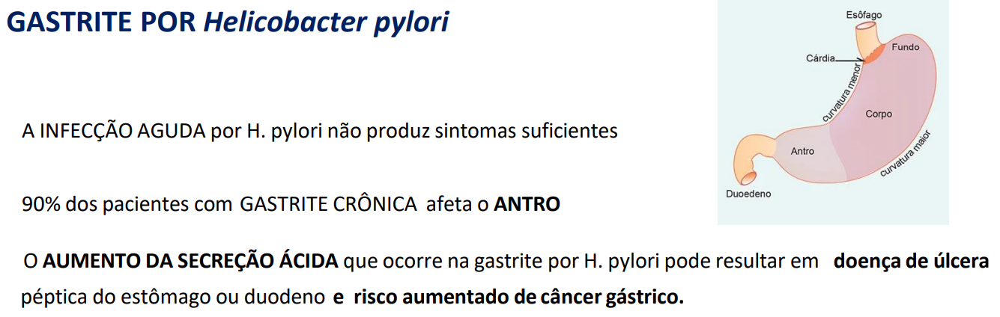 GASTRITE POR Helicobacter pylori
A INFECÇÃO AGUDA por H. pylori não produz sintomas suficientes
90% dos pacientes com GASTRITE CRÔNICA afeta o ANTRO
O AUMENTO DA SECREÇÃO ÁCIDA que ocorre na gastrite por H. pylori pode resultar em doença de úlcera
péptica do estômago ou duodeno e risco aumentado de câncer gástrico.
Esôfago
Fundo
Cárdia
curvatura menor
Corpo
Antro
curvatura maior
Duoedeno